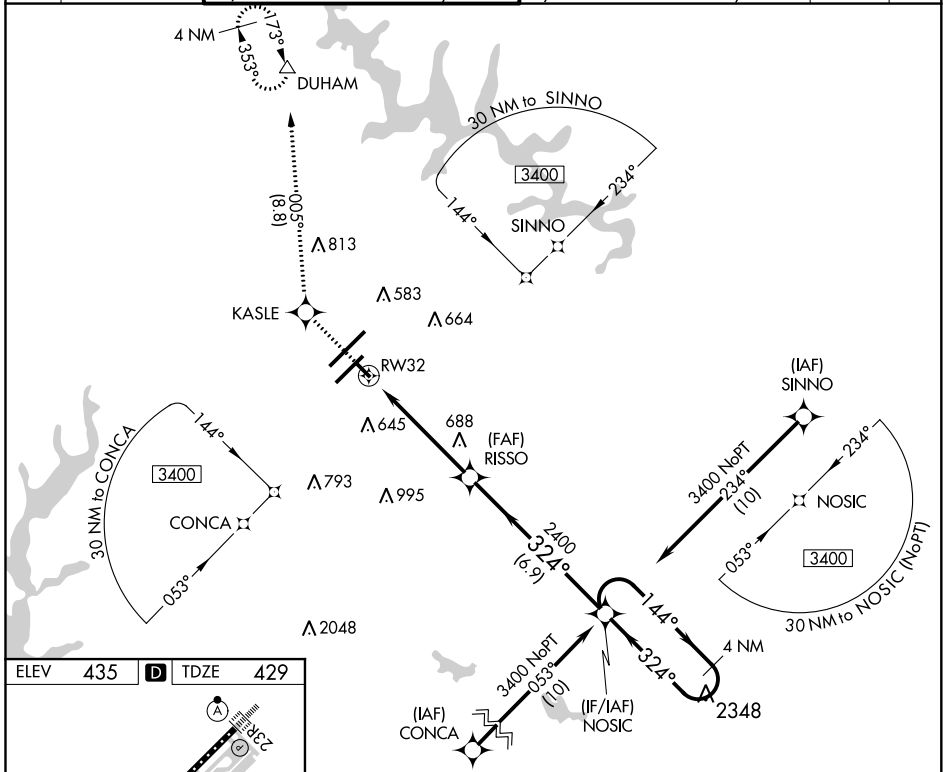 4 NM
173°
353°
DUHAM
30 NM to SINNO
3400
144°
234°
SINNO
005°
(8.8)
813
583
664
KASLE
RW32
(IAF)
SINNO
645
688
(FAF)
RISSO
30 NM to CONCA
144°
3400
CONCA
053°
793
995
3400 NoPT
234°
(10)
234°
NOSIC
053°
3400
30 NM to NOSIC (NoPT)
2400
324°
(6.9)
2048
144°
324°
4 NM
2348
3400 NoPT
053°
(10)
(IF/IAF)
NOSIC
(IAF)
CONCA
ELEV 435 D TDZE 429
A
23R
P